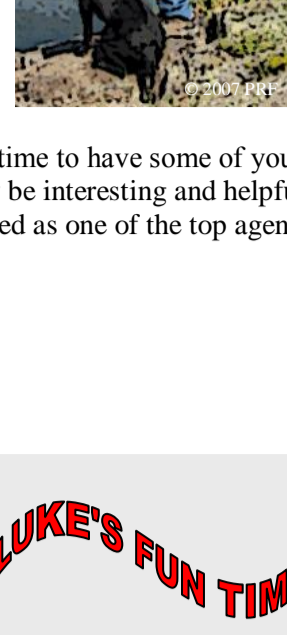 © 2007 PRF
time to have some of you
be interesting and helpfu
ed as one of the top agen
LUKE'S FUN TIM